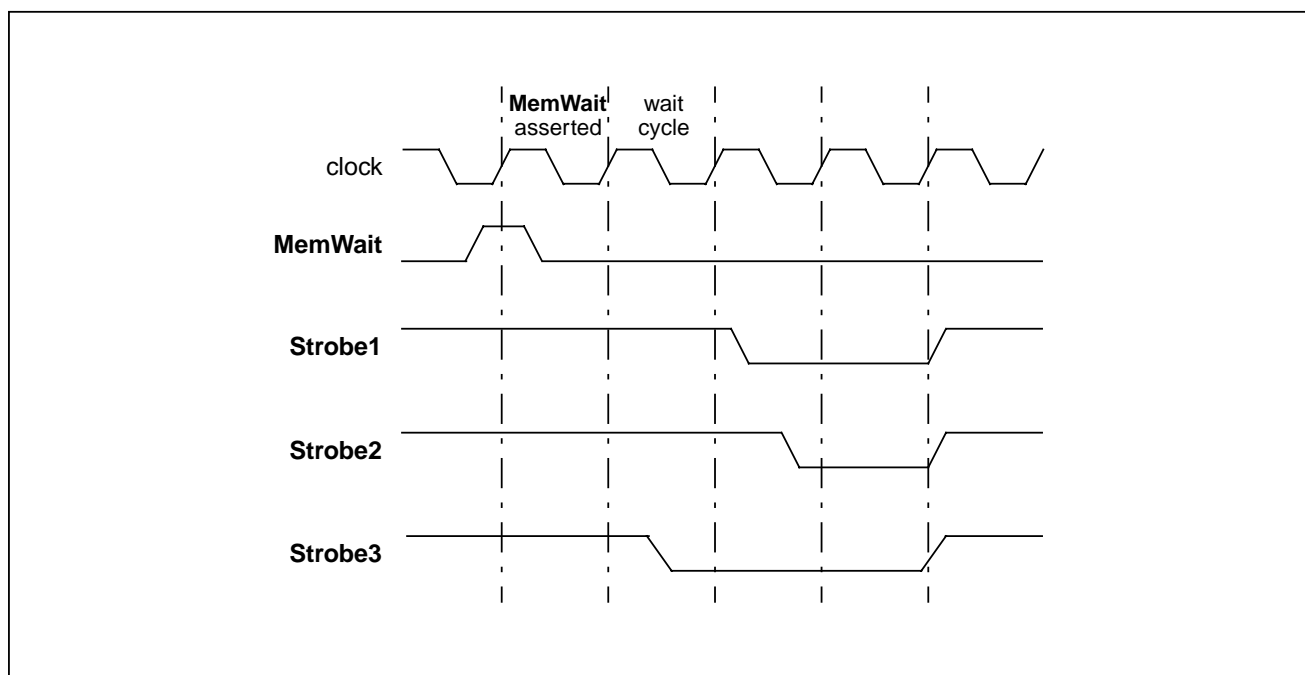 MemWait wait
asserted cycle
clock
MemWait
Strobe1
Strobe2
Strobe3